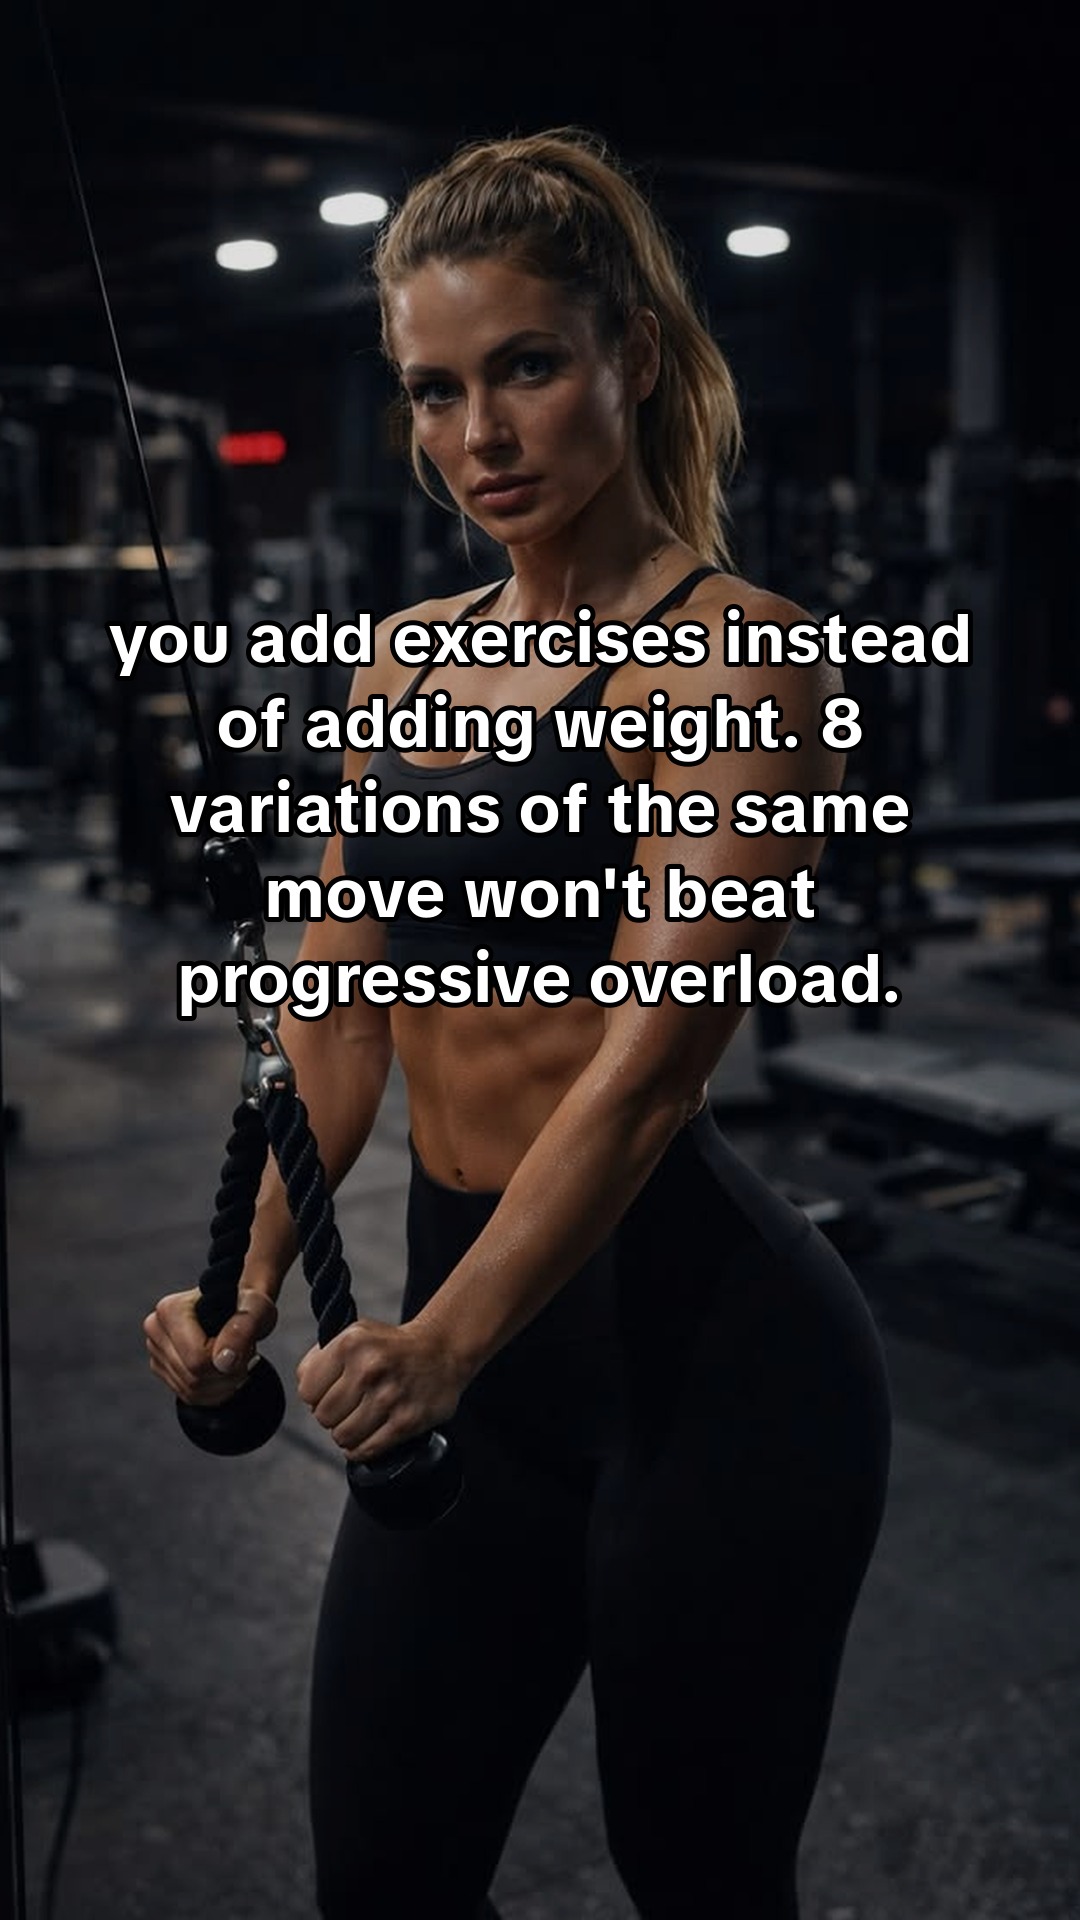 you add exercises instead
of adding weight. 8
variations of the same
move won't beat
progressive overload.